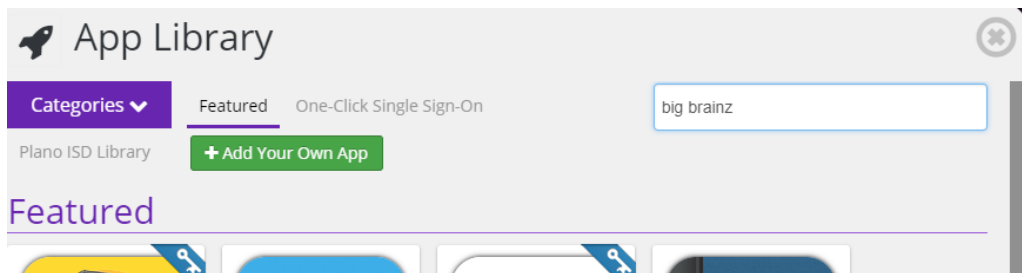 App Library
Categories Featured One-Click Single Sign-On big brainz
Plano ISD Library + Add Your Own App
Featured